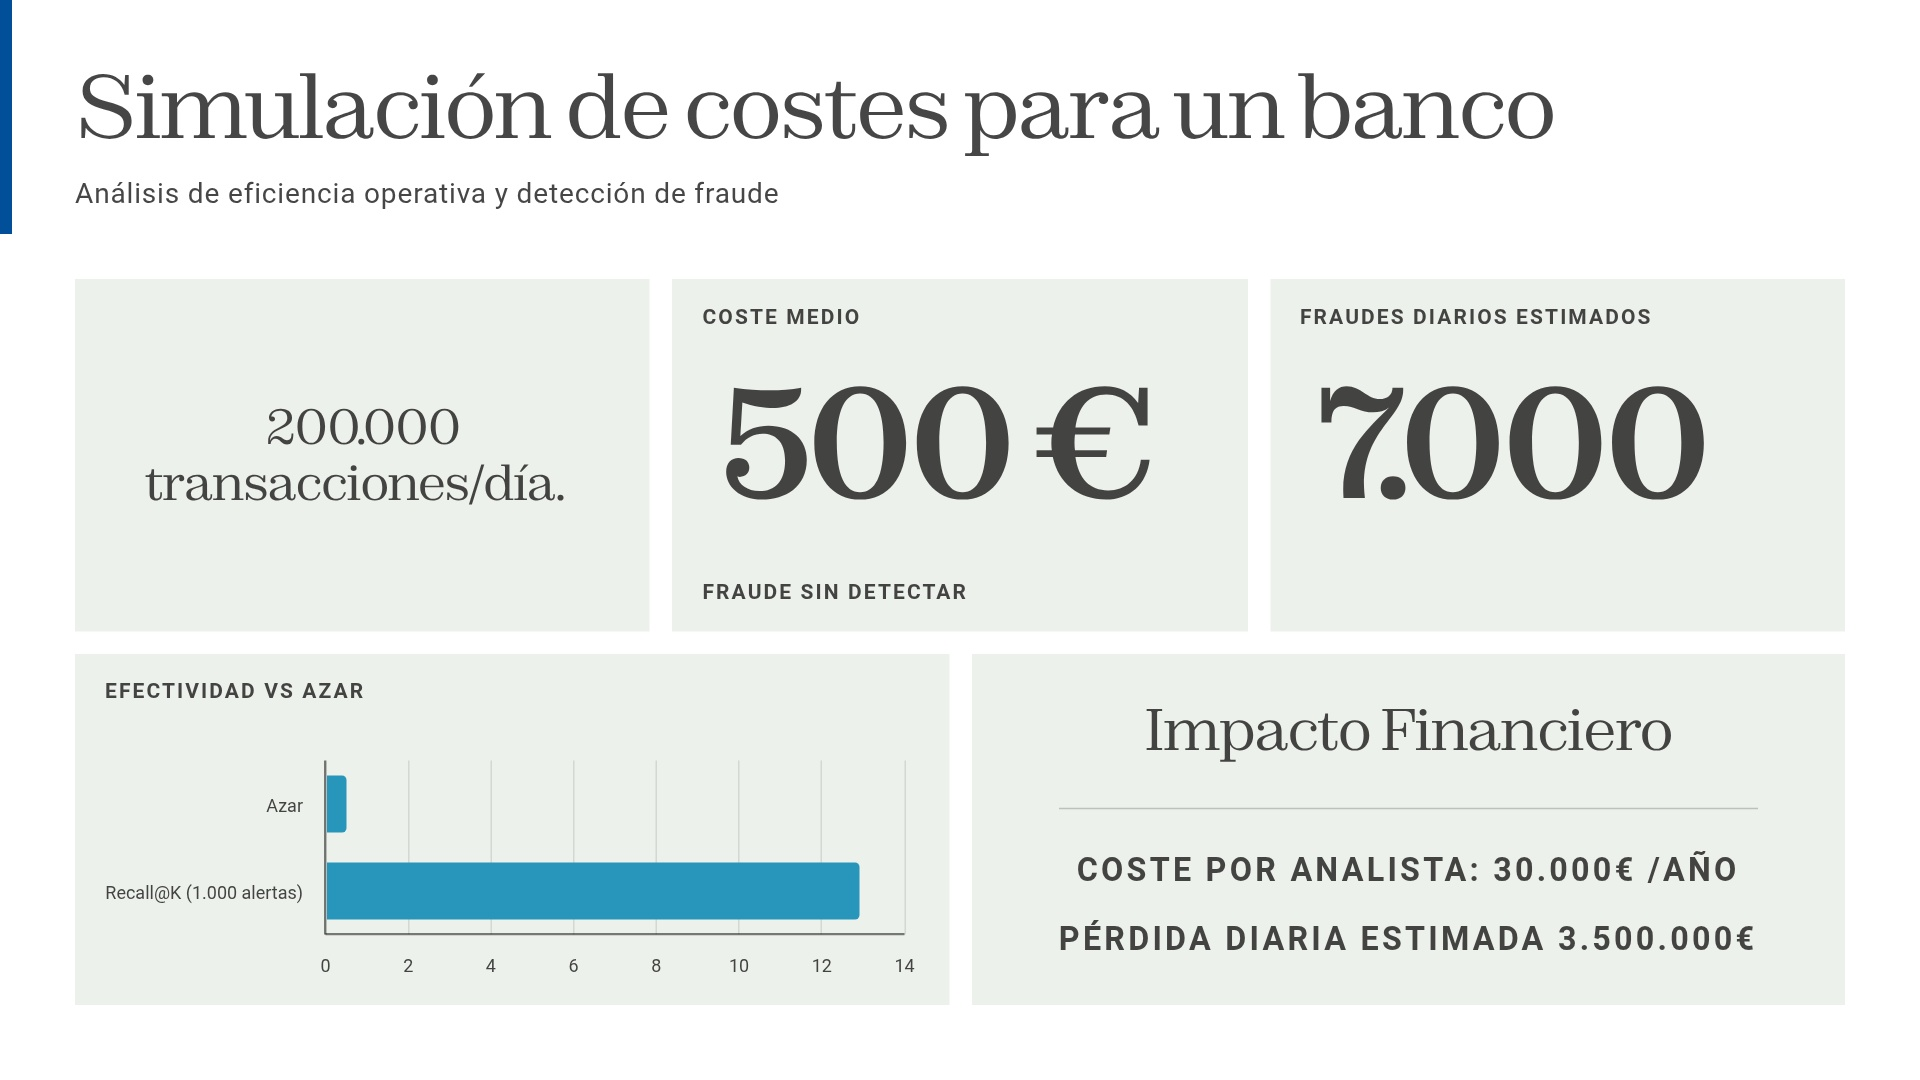 Simulación de costes para un banco
Análisis de eficiencia operativa y detección de fraude
200.000
transacciones/día.
COSTE MEDIO
500 €
FRAUDE SIN DETECTAR
FRAUDES DIARIOS ESTIMADOS
7.000
EFECTIVIDAD VS AZAR
Azar
Recall@K (1.000 alertas)
0 2 4 6 8 10 12 14
Impacto Financiero
COSTE POR ANALISTA: 30.000€ /AÑO
PÉRDIDA DIARIA ESTIMADA 3.500.000€